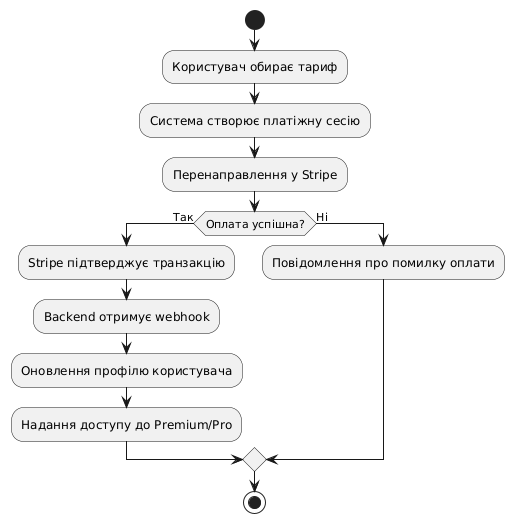 Користувач обирає тариф
Система створює платіжну сесію
Перенаправлення у Stripe
Оплата успішна?
Так
Ні
Stripe підтверджує транзакцію
Повідомлення про помилку оплати
Backend отримує webhook
Оновлення профілю користувача
Надання доступу до Premium/Pro